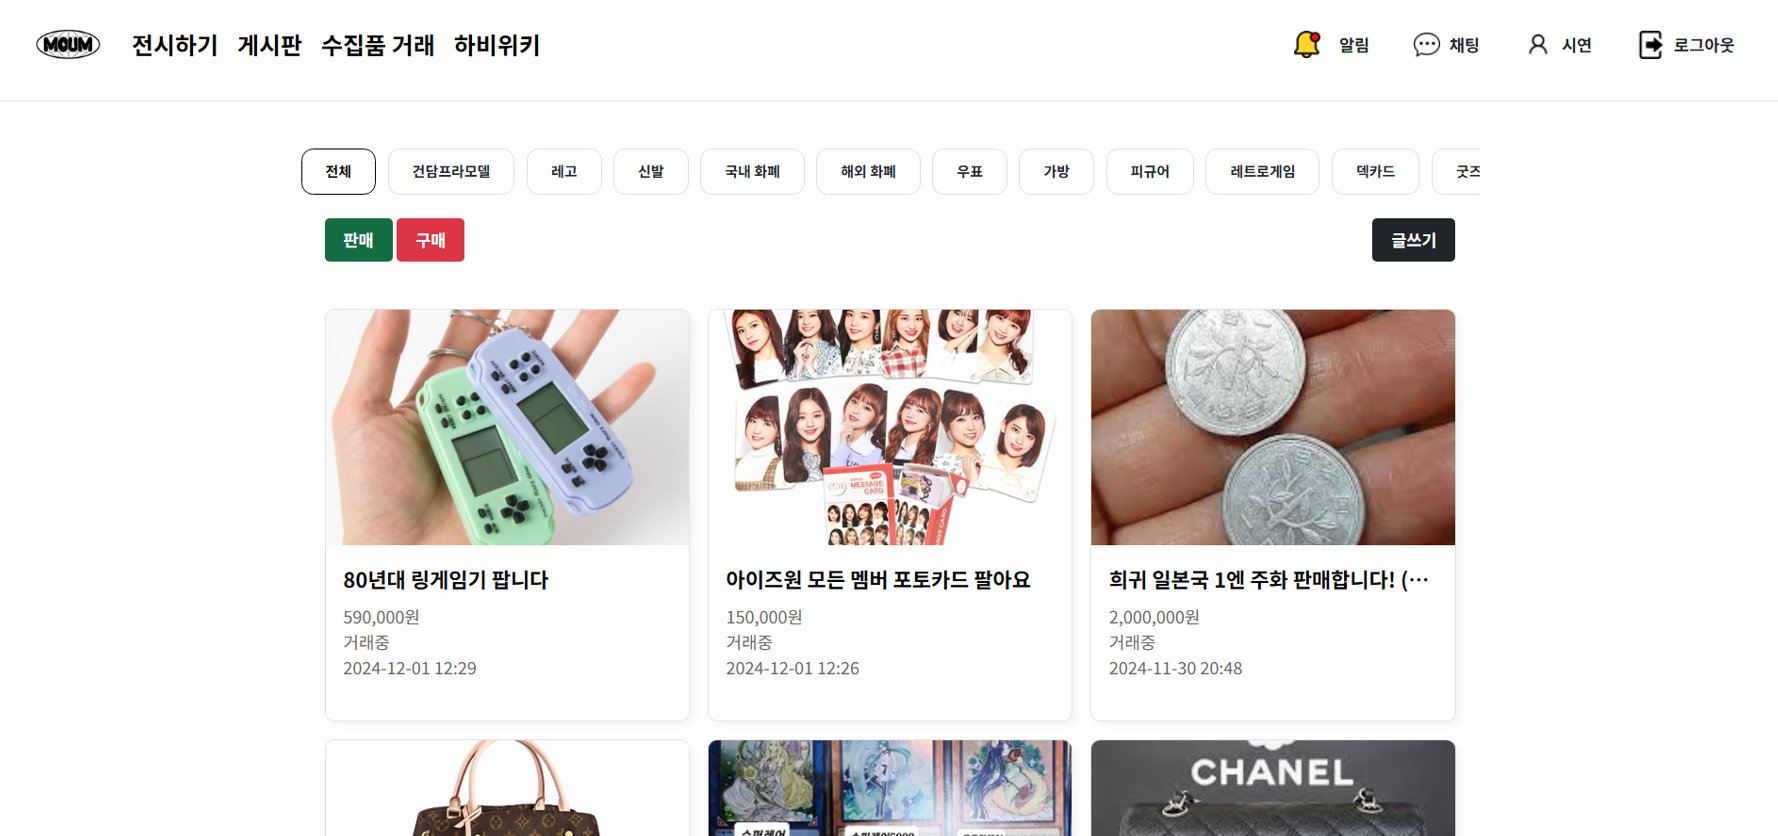 MOUM
전시하기 게시판 수집품 거래 하비위키
알림 채팅 시연 로그아웃
전체 건담프라모델 레고 신발 국내 화폐 해외 화폐 우표 가방 피규어 레트로게임 덱카드 굿즈
판매 구매 글쓰기
MESSAGE
CARD
80년대 링게임기 팝니다
590,000원
거래중
2024-12-01 12:29
아이즈원 모든 멤버 포토카드 팔아요
150,000원
거래중
2024-12-01 12:26
희귀 일본국 1엔 주화 판매합니다! (···
2,000,000원
거래중
2024-11-30 20:48
CHANEL